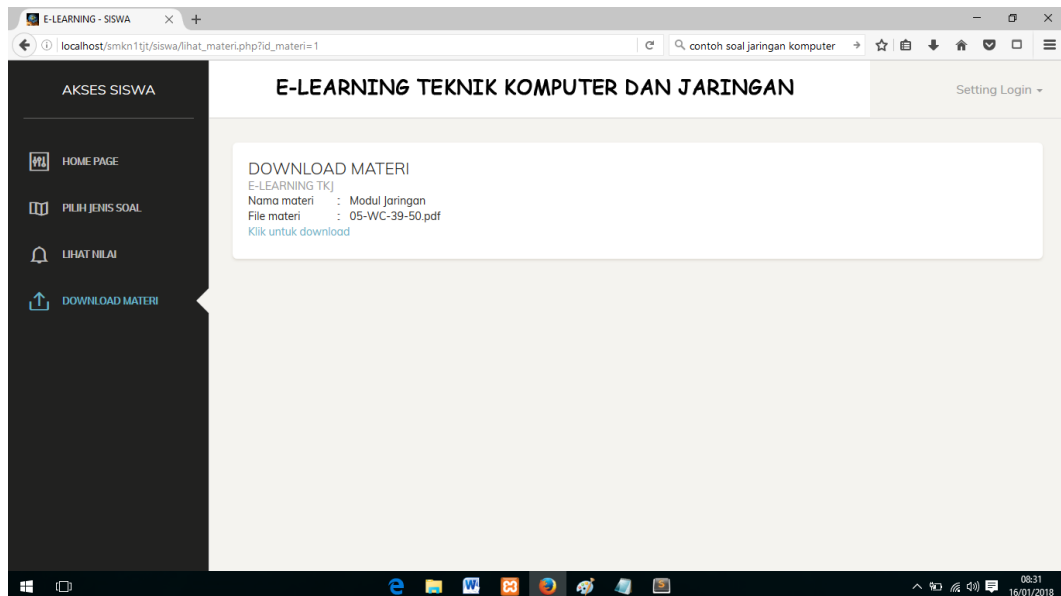 E-LEARNING - SISWA
localhost/smkn1tjt/siswa/lihat_materi.php?id_materi=1
contoh soal jaringan komputer
AKSES SISWA
E-LEARNING TEKNIK KOMPUTER DAN JARINGAN
Setting Login
HOME PAGE
PILIH JENIS SOAL
LIHAT NILAI
DOWNLOAD MATERI
DOWNLOAD MATERI
E-LEARNING TKJ
Nama materi : Modul Jaringan
File materi : 05-WC-39-50.pdf
Klik untuk download
08:31
16/01/2018